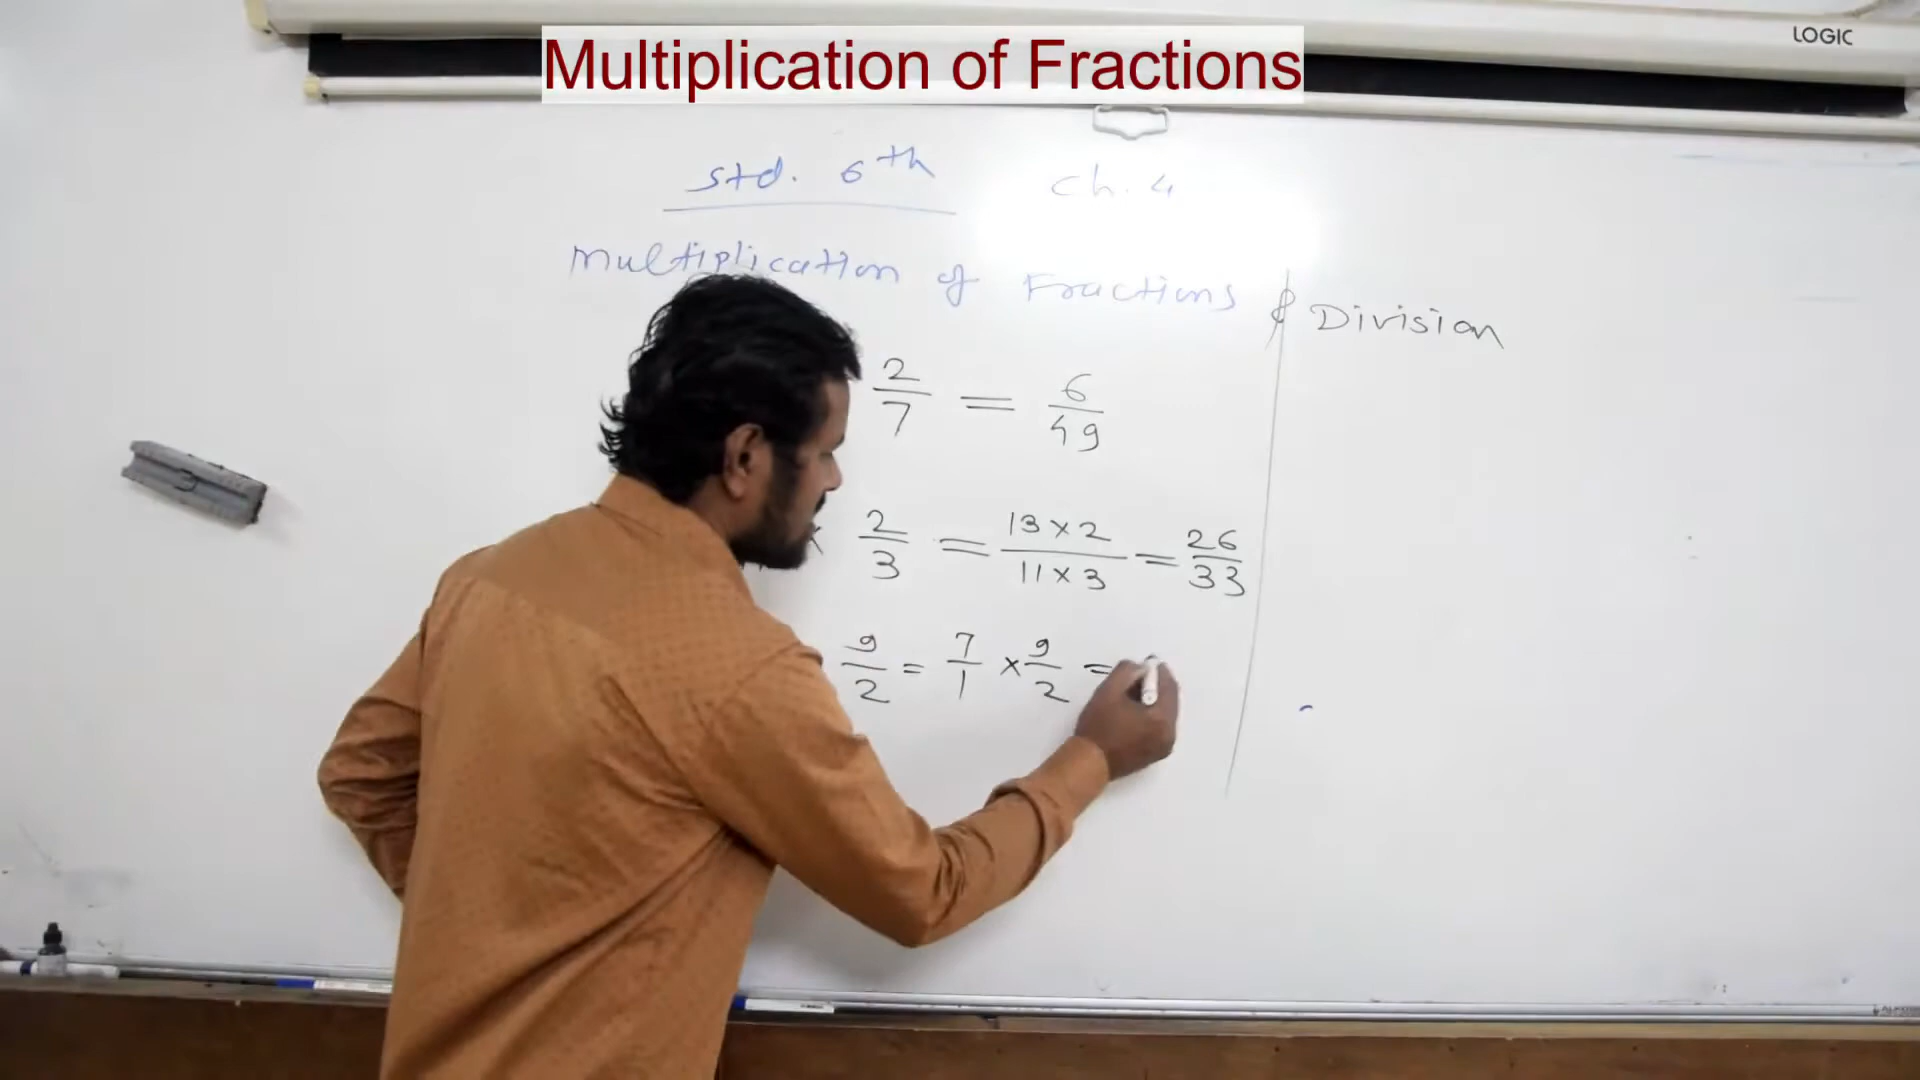 Multiplication of Fractions
LOGIC
Std. 6th Ch. 4
Multiplication of Fractions & Division
2/7 = 6/49
× 2/3 = 13×2/11×3 = 26/33
9/2 = 7/1 × 9/2 =